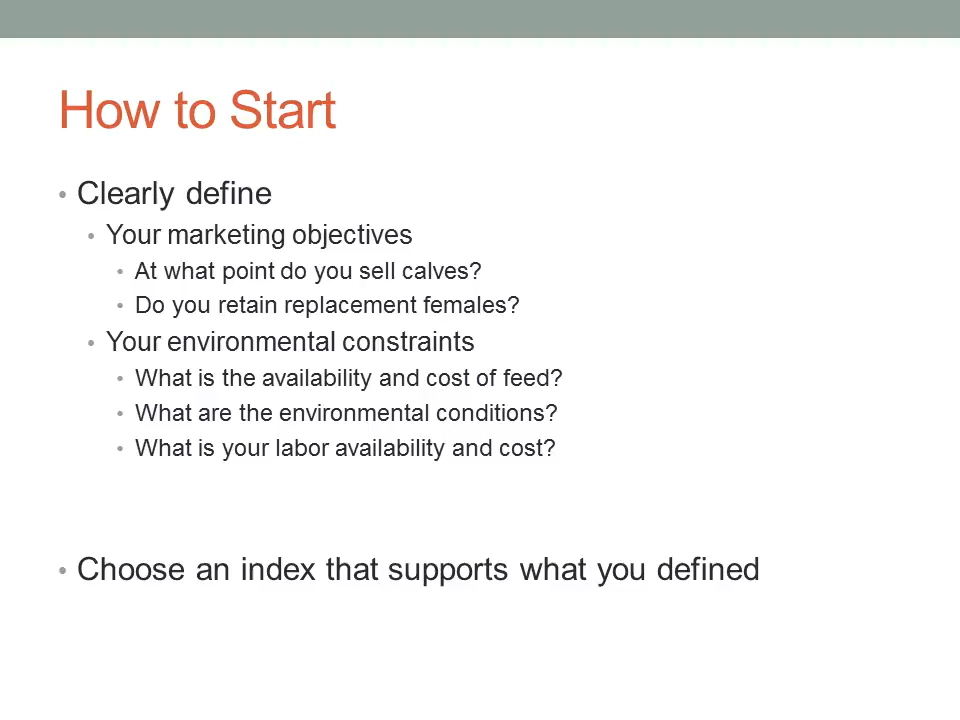 How to Start
• Clearly define
• Your marketing objectives
• At what point do you sell calves?
• Do you retain replacement females?
• Your environmental constraints
• What is the availability and cost of feed?
• What are the environmental conditions?
• What is your labor availability and cost?
• Choose an index that supports what you defined